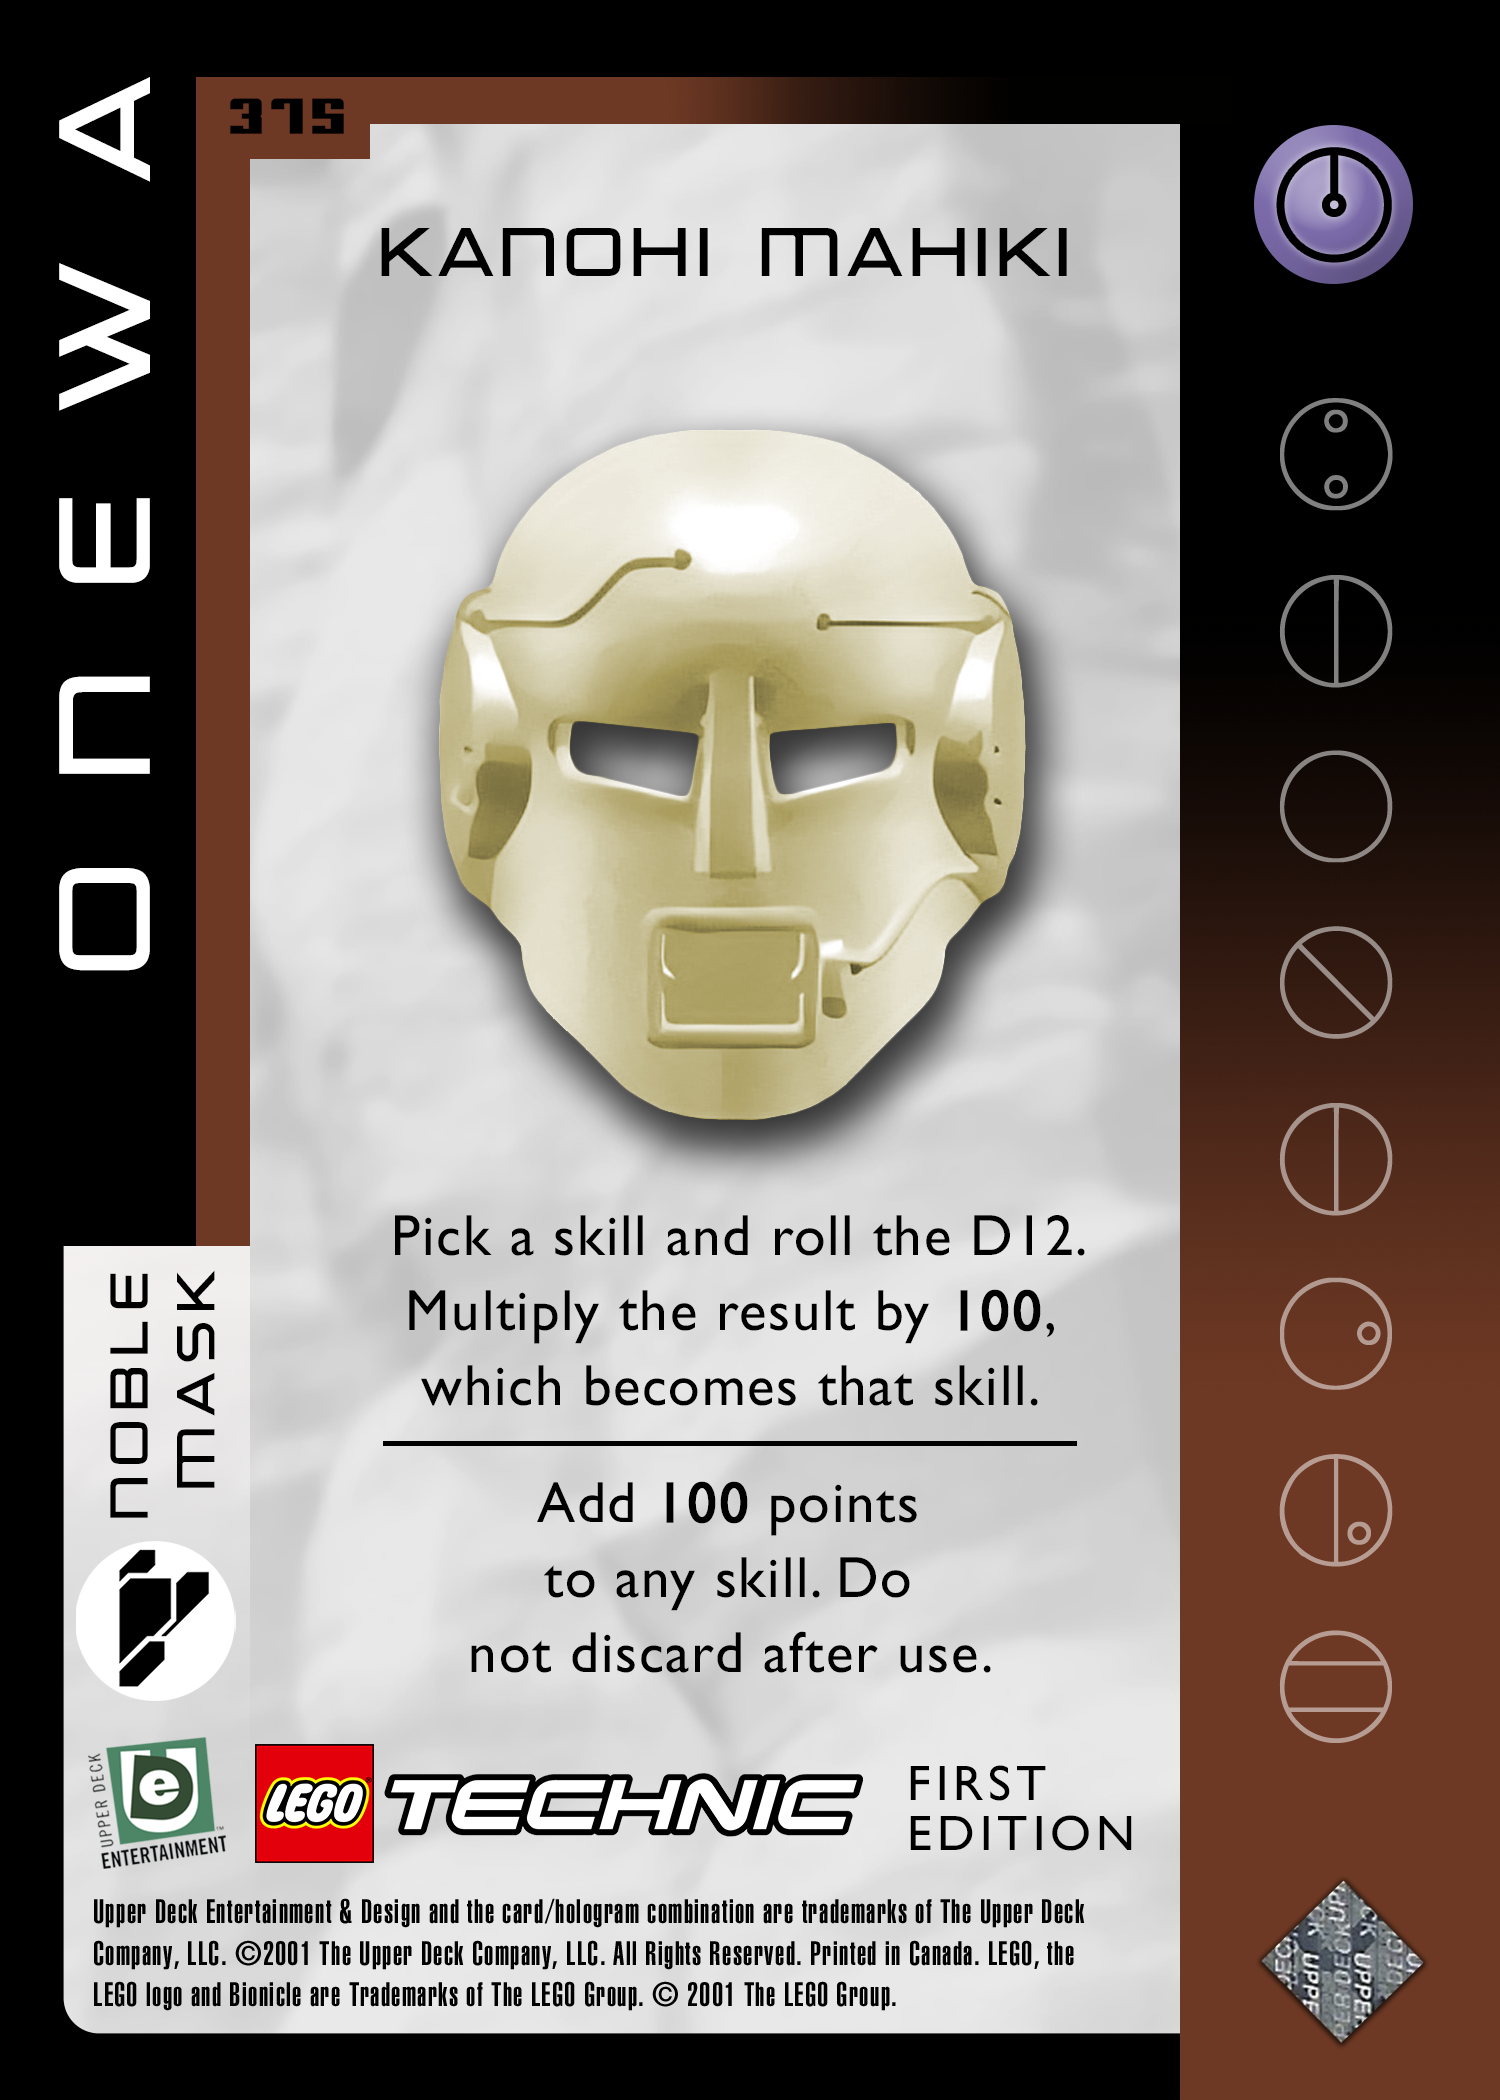 375
ONEWA
KANOHI MAHIKI
Pick a skill and roll the D12.
Multiply the result by 100,
which becomes that skill.
Add 100 points
to any skill. Do
not discard after use.
NOBLE
MASK
UPPER DECK
e
ENTERTAINMENT™
LEGO
TECHNIC
FIRST
EDITION
Upper Deck Entertainment & Design and the card/hologram combination are trademarks of The Upper Deck
Company, LLC. ©2001 The Upper Deck Company, LLC. All Rights Reserved. Printed in Canada. LEGO, the
LEGO logo and Bionicle are Trademarks of The LEGO Group. © 2001 The LEGO Group.